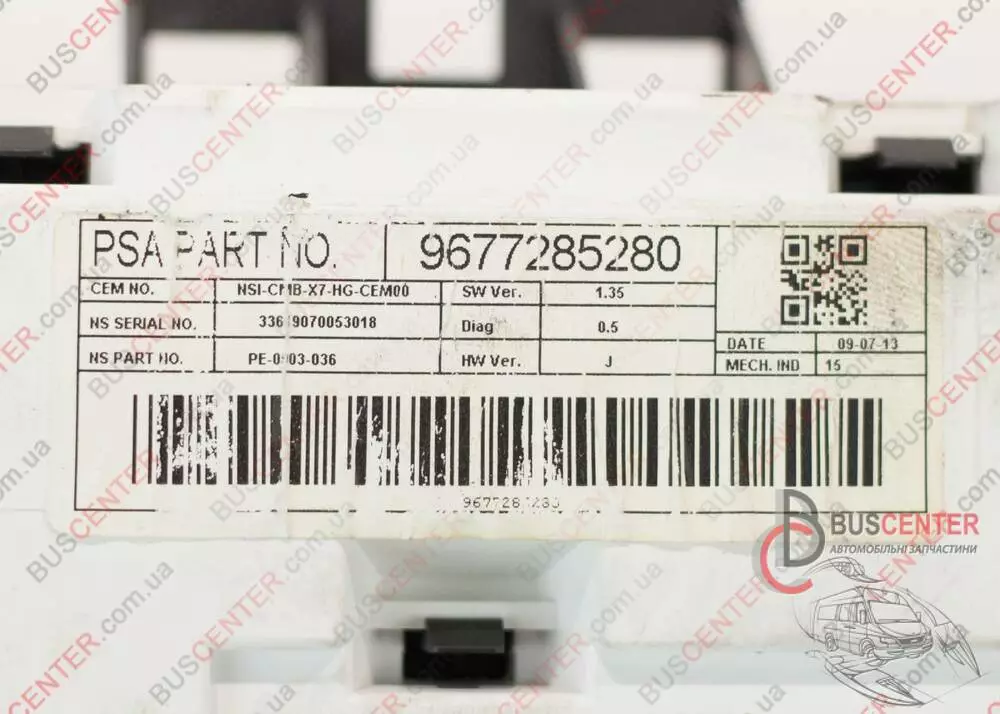 PSA PART NO. 9677285280
CEM NO. NSI-CMB-X7-HG-CEM00 SW Ver. 1.35
NS SERIAL NO. Diag 0.5
NS PART NO. HW Ver. J
DATE 09-07-13
MECH. IND 15
BUSCENTER
АВТОМОБІЛЬНІ ЗАПЧАСТИНИ
BUSCENTER.com.ua